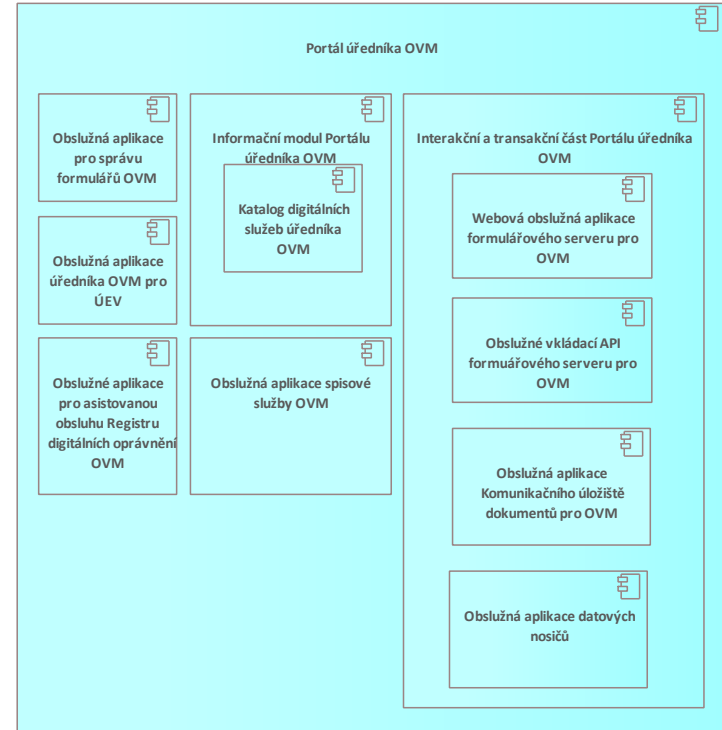 Portál úředníka OVM
Obslužná aplikace
pro správu
formulářů OVM
Obslužná aplikace
úředníka OVM pro
ÚEV
Obslužné aplikace
pro asistovanou
obsluhu Registru
digitálních oprávnění
OVM
Informační modul Portálu
úředníka OVM
Katalog digitálních
služeb úředníka
OVM
Obslužná aplikace spisové
služby OVM
Interakční a transakční část Portálu úředníka
OVM
Webová obslužná aplikace
formulářového serveru pro
OVM
Obslužné vkládací API
formuářového serveru pro
OVM
Obslužná aplikace
Komunikačního úložiště
dokumentů pro OVM
Obslužná aplikace datových
nosičů